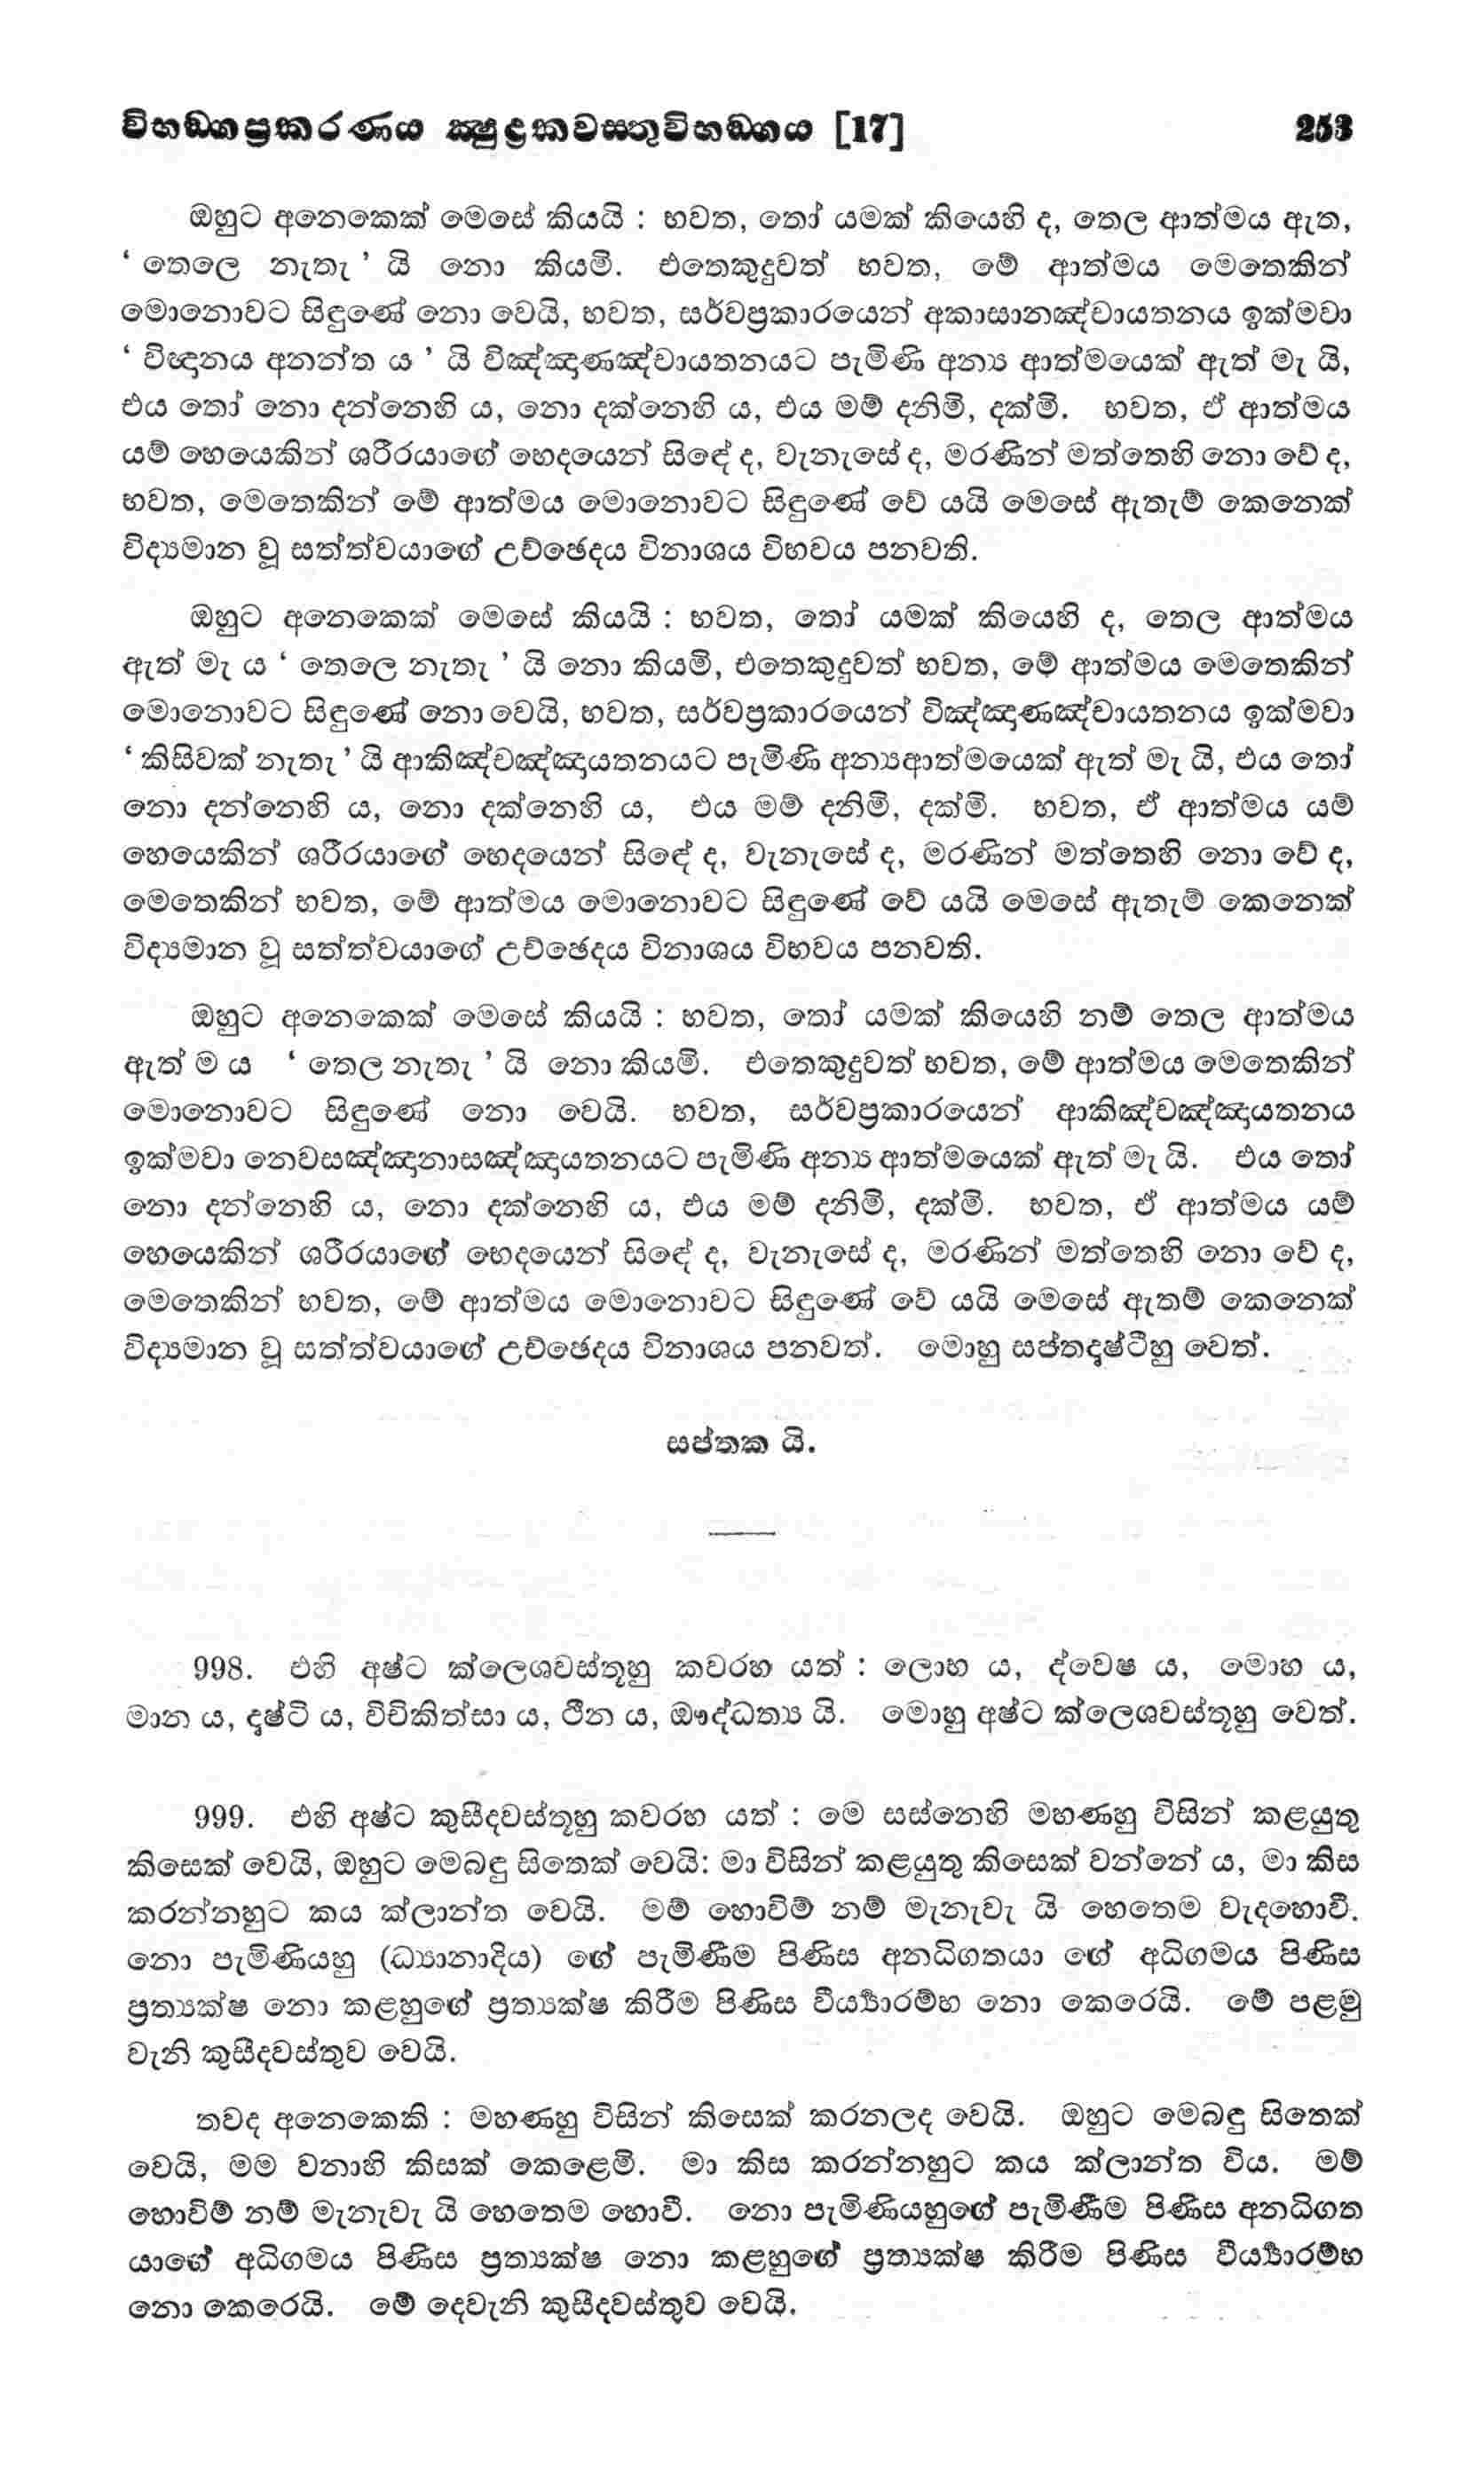 විභඞ්ගප්‍රකරණය ක්‍ෂුද්‍රකවස්තුවිභඞ්ගය [17] 253
ඔහුට අනෙකෙක් මෙසේ කියයි : භවත, තෝ යමක් කියෙහි ද, තෙල ආත්මය ඇත,
‘ තෙලෙ නැතැ ’ යි නො කියමි. එතෙකුදුවත් භවත, මේ ආත්මය මෙතෙකින්
මොනොවට සිඳුණේ නො වෙයි, භවත, සර්වප්‍රකාරයෙන් අකාසානඤ්චායතනය ඉක්මවා
‘ විඥානය අනන්ත ය ’ යි විඤ්ඤාණඤ්චායතනයට පැමිණි අන්‍ය ආත්මයෙක් ඇත් මැ යි,
එය තෝ නො දන්නෙහි ය, නො දක්නෙහි ය, එය මම් දනිමි, දක්මි. භවත, ඒ ආත්මය
යම් හෙයෙකින් ශරීරයාගේ භෙදයෙන් සිඳේ ද, වැනැසේ ද, මරණින් මත්තෙහි නො වේ ද,
භවත, මෙතෙකින් මේ ආත්මය මොනොවට සිඳුණේ වේ යයි මෙසේ ඇතැම් කෙනෙක්
විද්‍යමාන වූ සත්ත්වයාගේ උච්ඡෙදය විනාශය විභවය පනවති.
ඔහුට අනෙකෙක් මෙසේ කියයි : භවත, තෝ යමක් කියෙහි ද, තෙල ආත්මය
ඇත් මැ ය ‘ තෙලෙ නැතැ ’ යි නො කියමි, එතෙකුදුවත් භවත, මේ ආත්මය මෙතෙකින්
මොනොවට සිඳුණේ නො වෙයි, භවත, සර්වප්‍රකාරයෙන් විඤ්ඤාණඤ්චායතනය ඉක්මවා
‘ කිසිවක් නැතැ ’ යි ආකිඤ්චඤ්ඤායතනයට පැමිණි අන්‍යආත්මයෙක් ඇත් මැ යි, එය තෝ
නො දන්නෙහි ය, නො දක්නෙහි ය, එය මම් දනිමි, දක්මි. භවත, ඒ ආත්මය යම්
හෙයෙකින් ශරීරයාගේ භෙදයෙන් සිඳේ ද, වැනැසේ ද, මරණින් මත්තෙහි නො වේ ද,
මෙතෙකින් භවත, මේ ආත්මය මොනොවට සිඳුණේ වේ යයි මෙසේ ඇතැම් කෙනෙක්
විද්‍යමාන වූ සත්ත්වයාගේ උච්ඡෙදය විනාශය විභවය පනවති.
ඔහුට අනෙකෙක් මෙසේ කියයි : භවත, තෝ යමක් කියෙහි නම් තෙල ආත්මය
ඇත් ම ය ‘ තෙල නැතැ ’ යි නො කියමි. එතෙකුදුවත් භවත, මේ ආත්මය මෙතෙකින්
මොනොවට සිඳුණේ නො වෙයි. භවත, සර්වප්‍රකාරයෙන් ආකිඤ්චඤ්ඤායතනය
ඉක්මවා නෙවසඤ්ඤානාසඤ්ඤායතනයට පැමිණි අන්‍ය ආත්මයෙක් ඇත් මැ යි. එය තෝ
නො දන්නෙහි ය, නො දක්නෙහි ය, එය මම් දනිමි, දක්මි. භවත, ඒ ආත්මය යම්
හෙයෙකින් ශරීරයාගේ භෙදයෙන් සිඳේ ද, වැනැසේ ද, මරණින් මත්තෙහි නො වේ ද,
මෙතෙකින් භවත, මේ ආත්මය මොනොවට සිඳුණේ වේ යයි මෙසේ ඇතම් කෙනෙක්
විද්‍යමාන වූ සත්ත්වයාගේ උච්ඡෙදය විනාශය පනවත්. මොහු සප්තදෘෂ්ටීහු වෙත්.
සප්තක යි.
998. එහි අෂ්ට ක්ලෙශවස්තූහු කවරහ යත් : ලොභ ය, ද්වෙෂ ය, මොහ ය,
මාන ය, දෘෂ්ටි ය, විචිකිත්සා ය, ථීන ය, ඖද්ධත්‍ය යි. මොහු අෂ්ට ක්ලෙශවස්තූහු වෙත්.
999. එහි අෂ්ට කුසීදවස්තූහු කවරහ යත් : මෙ සස්නෙහි මහණහු විසින් කළයුතු
කිසෙක් වෙයි, ඔහුට මෙබඳු සිතෙක් වෙයි: මා විසින් කළයුතු කිසෙක් වන්නේ ය, මා කිස
කරන්නහුට කය ක්ලාන්ත වෙයි. මම් හොවිම් නම් මැනැවැ යි හෙතෙම වැදහොවී.
නො පැමිණියහු (ධ්‍යානාදිය) ගේ පැමිණීම පිණිස අනධිගතයා ගේ අධිගමය පිණිස
ප්‍රත්‍යක්ෂ නො කළහුගේ ප්‍රත්‍යක්ෂ කිරීම පිණිස වීර්‍ය්‍යාරම්භ නො කෙරෙයි. මේ පළමු
වැනි කුසීදවස්තුව වෙයි.
තවද අනෙකෙකි : මහණහු විසින් කිසෙක් කරනලද වෙයි. ඔහුට මෙබඳු සිතෙක්
වෙයි, මම වනාහි කිසක් කෙළෙමි. මා කිස කරන්නහුට කය ක්ලාන්ත විය. මම්
හොවිම් නම් මැනැවැ යි හෙතෙම හොවී. නො පැමිණියහුගේ පැමිණීම පිණිස අනධිගත
යාගේ අධිගමය පිණිස ප්‍රත්‍යක්ෂ නො කළහුගේ ප්‍රත්‍යක්ෂ කිරීම පිණිස වීර්‍ය්‍යාරම්භ
නො කෙරෙයි. මේ දෙවැනි කුසීදවස්තුව වෙයි.